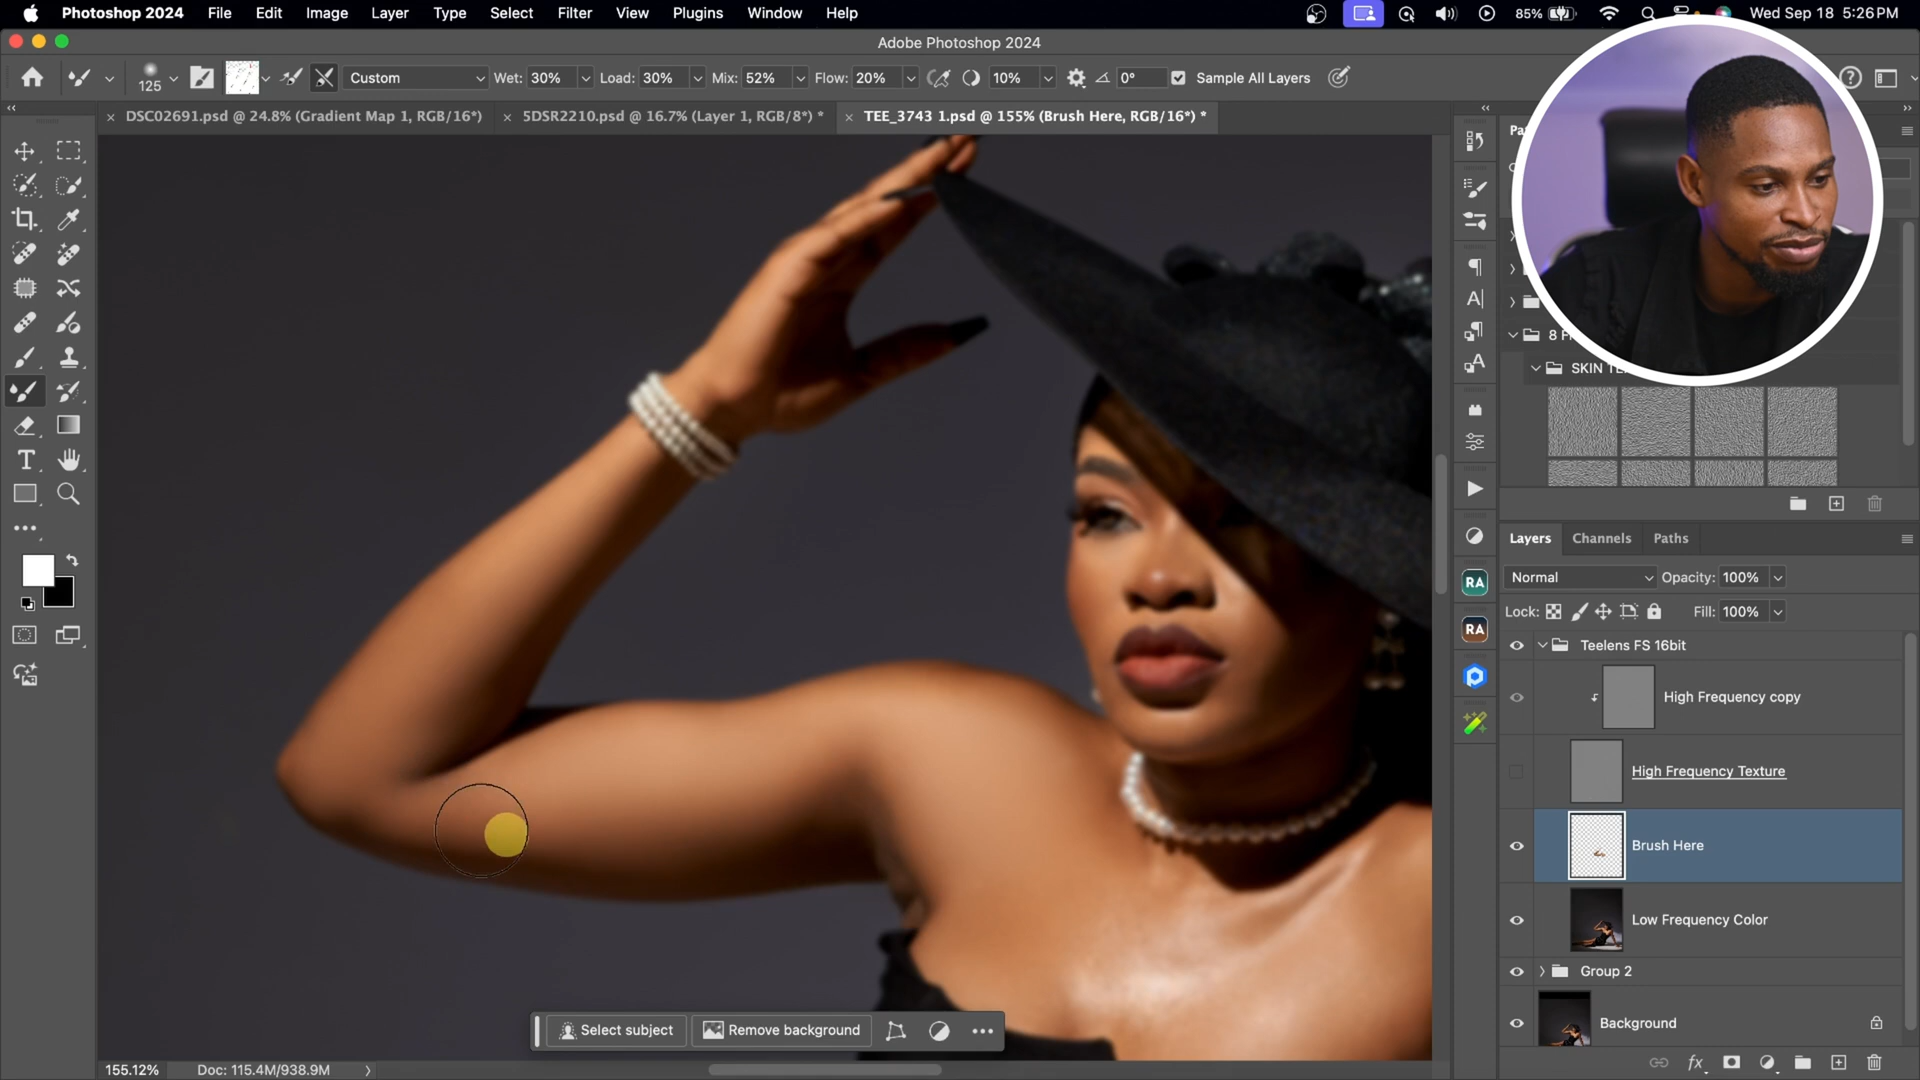 Photoshop 2024 File Edit Image Layer Type Select Filter View Plugins Window Help 85% Wed Sep 18 5:26 PM
Adobe Photoshop 2024
125 Custom Wet: 30% Load: 30% Mix: 52% Flow: 20% 10% 0° Sample All Layers
DSC02691.psd @ 24.8% (Gradient Map 1, RGB/16*) 5DSR2210.psd @ 16.7% (Layer 1, RGB/8*) * TEE_3743 1.psd @ 155% (Brush Here, RGB/16*) *
Layers Channels Paths
Normal Opacity: 100%
Lock: Fill: 100%
Teelens FS 16bit
High Frequency copy
High Frequency Texture
Brush Here
Low Frequency Color
Group 2
Background
RA
RA
Select subject Remove background
155.12% Doc: 115.4M/938.9M